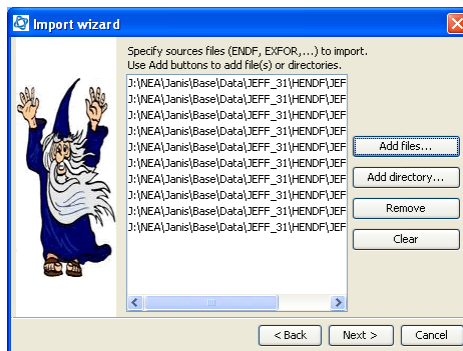 Import wizard
Specify sources files (ENDF, EXFOR,...) to import.
Use Add buttons to add file(s) or directories.
J:\NEA\Janis\Base\Data\JEFF_31\HENDF\JEF
J:\NEA\Janis\Base\Data\JEFF_31\HENDF\JEF
J:\NEA\Janis\Base\Data\JEFF_31\HENDF\JEF
J:\NEA\Janis\Base\Data\JEFF_31\HENDF\JEF
J:\NEA\Janis\Base\Data\JEFF_31\HENDF\JEF
J:\NEA\Janis\Base\Data\JEFF_31\HENDF\JEF
J:\NEA\Janis\Base\Data\JEFF_31\HENDF\JEF
J:\NEA\Janis\Base\Data\JEFF_31\HENDF\JEF
J:\NEA\Janis\Base\Data\JEFF_31\HENDF\JEF
J:\NEA\Janis\Base\Data\JEFF_31\HENDF\JEF
Add files...
Add directory...
Remove
Clear
< Back
Next >
Cancel